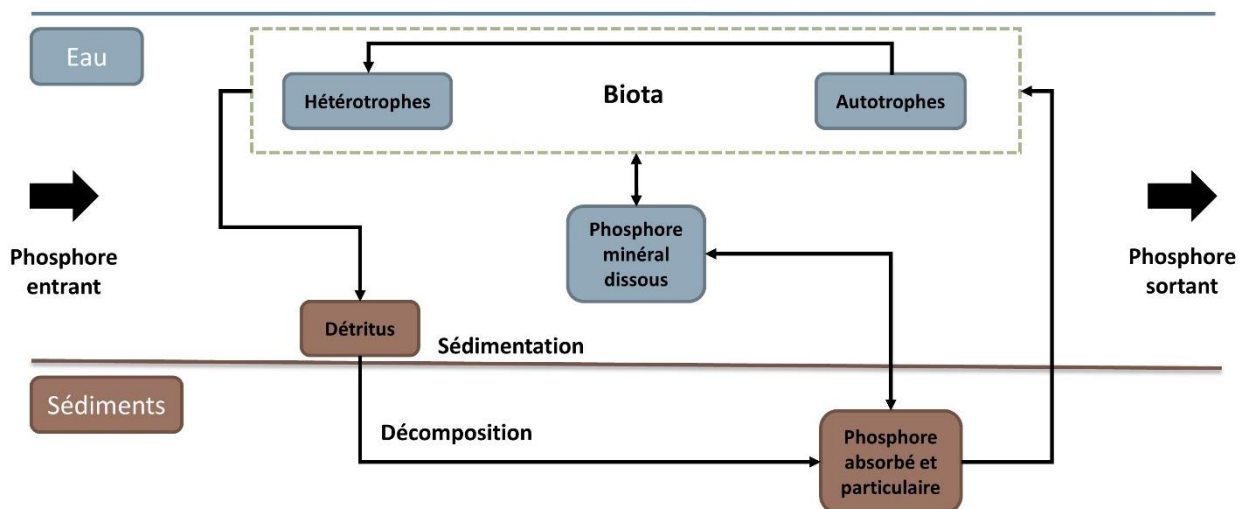 Eau
Hétérotrophes
Biota
Autotrophes
Phosphore
entrant
Phosphore
minéral
dissous
Phosphore
sortant
Détritus
Sédimentation
Sédiments
Décomposition
Phosphore
absorbé et
particulaire